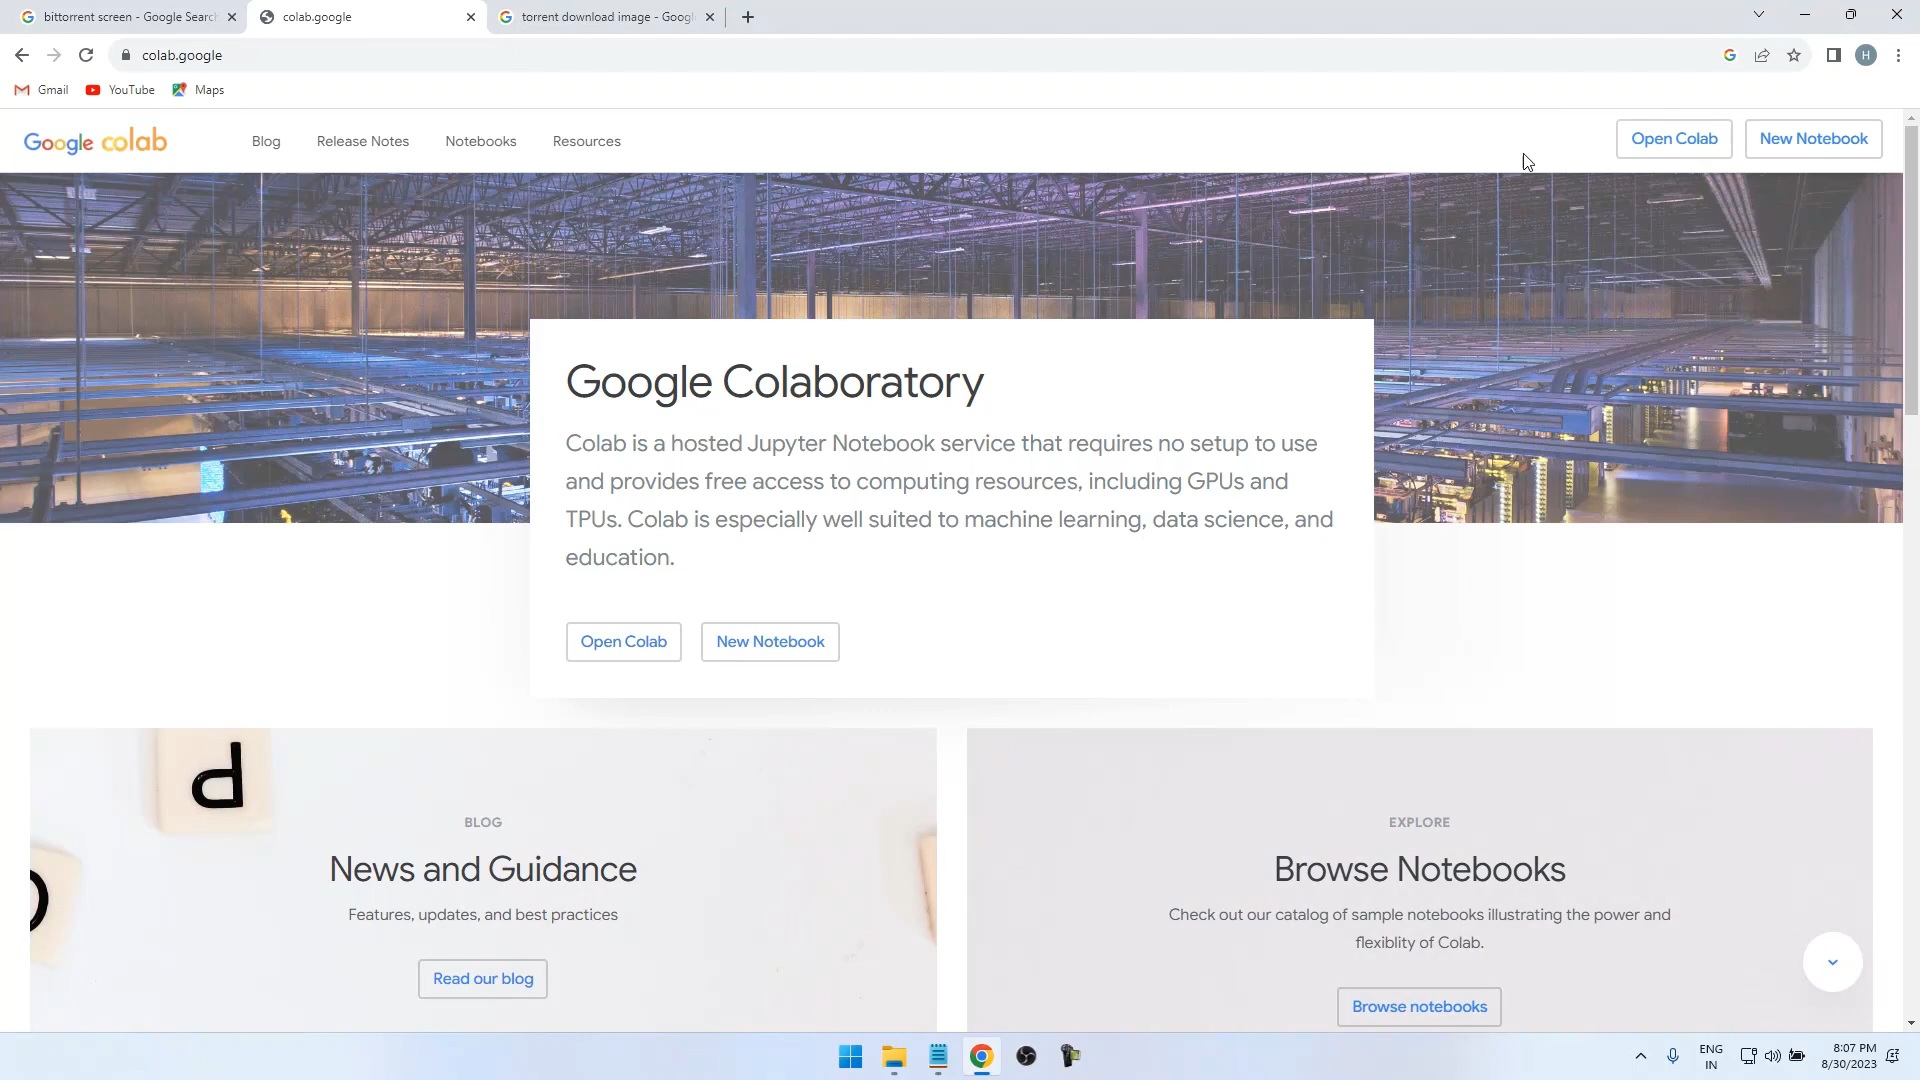 bittorrent screen - Google Search
colab.google
torrent download image - Googl
colab.google
H
Gmail
YouTube
Maps
Google colab
Blog
Release Notes
Notebooks
Resources
Open Colab
New Notebook
Google Colaboratory
Colab is a hosted Jupyter Notebook service that requires no setup to use
and provides free access to computing resources, including GPUs and
TPUs. Colab is especially well suited to machine learning, data science, and
education.
Open Colab
New Notebook
BLOG
News and Guidance
Features, updates, and best practices
Read our blog
EXPLORE
Browse Notebooks
Check out our catalog of sample notebooks illustrating the power and
flexiblity of Colab.
Browse notebooks
ENG
IN
8:07 PM
8/30/2023